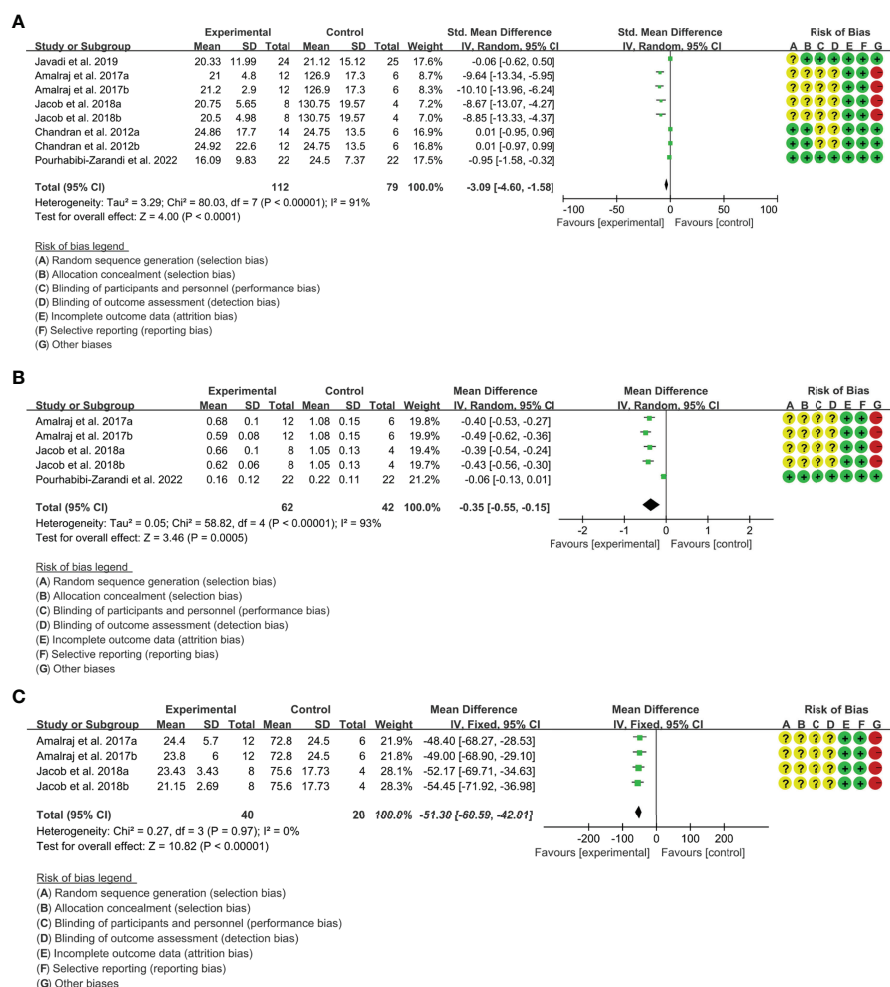 A
Experimental Control Std. Mean Difference Std. Mean Difference Risk of Bias
Study or Subgroup Mean SD Total Mean SD Total Weight IV, Random, 95% CI IV, Random, 95% CI A B C D E F G
Javadi et al. 2019 20.33 11.99 24 21.12 15.12 25 17.6% -0.06 [-0.62, 0.50] ? + + + + + +
Amalraj et al. 2017a 21 4.8 12 126.9 17.3 6 8.7% -9.64 [-13.34, -5.95] ? ? ? ? + +
Amalraj et al. 2017b 21.2 2.9 12 126.9 17.3 6 8.3% -10.10 [-13.96, -6.24] ? ? ? ? + +
Jacob et al. 2018a 20.75 5.65 8 130.75 19.57 4 7.2% -8.67 [-13.07, -4.27] ? ? ? ? + +
Jacob et al. 2018b 20.5 4.98 8 130.75 19.57 4 7.0% -8.85 [-13.33, -4.37] ? ? ? ? + +
Chandran et al. 2012a 24.86 17.7 14 24.75 13.5 6 16.9% 0.01 [-0.95, 0.96] + + ? ? + + +
Chandran et al. 2012b 24.92 22.6 12 24.75 13.5 6 16.8% 0.01 [-0.97, 0.99] + + ? ? + + +
Pourhabibi-Zarandi et al. 2022 16.09 9.83 22 24.5 7.37 22 17.5% -0.95 [-1.58, -0.32] + + + + + + +
Total (95% CI) 112 79 100.0% -3.09 [-4.60, -1.58]
Heterogeneity: Tau² = 3.29; Chi² = 80.03, df = 7 (P < 0.00001); I² = 91%
Test for overall effect: Z = 4.00 (P < 0.0001)
-100 -50 0 50 100
Favours [experimental] Favours [control]
Risk of bias legend
(A) Random sequence generation (selection bias)
(B) Allocation concealment (selection bias)
(C) Blinding of participants and personnel (performance bias)
(D) Blinding of outcome assessment (detection bias)
(E) Incomplete outcome data (attrition bias)
(F) Selective reporting (reporting bias)
(G) Other biases
B
Experimental Control Mean Difference Mean Difference Risk of Bias
Study or Subgroup Mean SD Total Mean SD Total Weight IV, Random, 95% CI IV, Random, 95% CI A B C D E F G
Amalraj et al. 2017a 0.68 0.1 12 1.08 0.15 6 19.8% -0.40 [-0.53, -0.27] ? ? ? ? + +
Amalraj et al. 2017b 0.59 0.08 12 1.08 0.15 6 19.9% -0.49 [-0.62, -0.36] ? ? ? ? + +
Jacob et al. 2018a 0.66 0.1 8 1.05 0.13 4 19.4% -0.39 [-0.54, -0.24] ? ? ? ? + +
Jacob et al. 2018b 0.62 0.06 8 1.05 0.13 4 19.7% -0.43 [-0.56, -0.30] ? ? ? ? + +
Pourhabibi-Zarandi et al. 2022 0.16 0.12 22 0.22 0.11 22 21.2% -0.06 [-0.13, 0.01] + + + + + + +
Total (95% CI) 62 42 100.0% -0.35 [-0.55, -0.15]
Heterogeneity: Tau² = 0.05; Chi² = 58.82, df = 4 (P < 0.00001); I² = 93%
Test for overall effect: Z = 3.46 (P = 0.0005)
-2 -1 0 1 2
Favours [experimental] Favours [control]
Risk of bias legend
(A) Random sequence generation (selection bias)
(B) Allocation concealment (selection bias)
(C) Blinding of participants and personnel (performance bias)
(D) Blinding of outcome assessment (detection bias)
(E) Incomplete outcome data (attrition bias)
(F) Selective reporting (reporting bias)
(G) Other biases
C
Experimental Control Mean Difference Mean Difference Risk of Bias
Study or Subgroup Mean SD Total Mean SD Total Weight IV, Fixed, 95% CI IV, Fixed, 95% CI A B C D E F G
Amalraj et al. 2017a 24.4 5.7 12 72.8 24.5 6 21.9% -48.40 [-68.27, -28.53] ? ? ? ? + +
Amalraj et al. 2017b 23.8 6 12 72.8 24.5 6 21.8% -49.00 [-68.90, -29.10] ? ? ? ? + +
Jacob et al. 2018a 23.43 3.43 8 75.6 17.73 4 28.1% -52.17 [-69.71, -34.63] ? ? ? ? + +
Jacob et al. 2018b 21.15 2.69 8 75.6 17.73 4 28.3% -54.45 [-71.92, -36.98] ? ? ? ? + +
Total (95% CI) 40 20 100.0% -51.30 [-60.59, -42.01]
Heterogeneity: Chi² = 0.27, df = 3 (P = 0.97); I² = 0%
Test for overall effect: Z = 10.82 (P < 0.00001)
-200 -100 0 100 200
Favours [experimental] Favours [control]
Risk of bias legend
(A) Random sequence generation (selection bias)
(B) Allocation concealment (selection bias)
(C) Blinding of participants and personnel (performance bias)
(D) Blinding of outcome assessment (detection bias)
(E) Incomplete outcome data (attrition bias)
(F) Selective reporting (reporting bias)
(G) Other biases